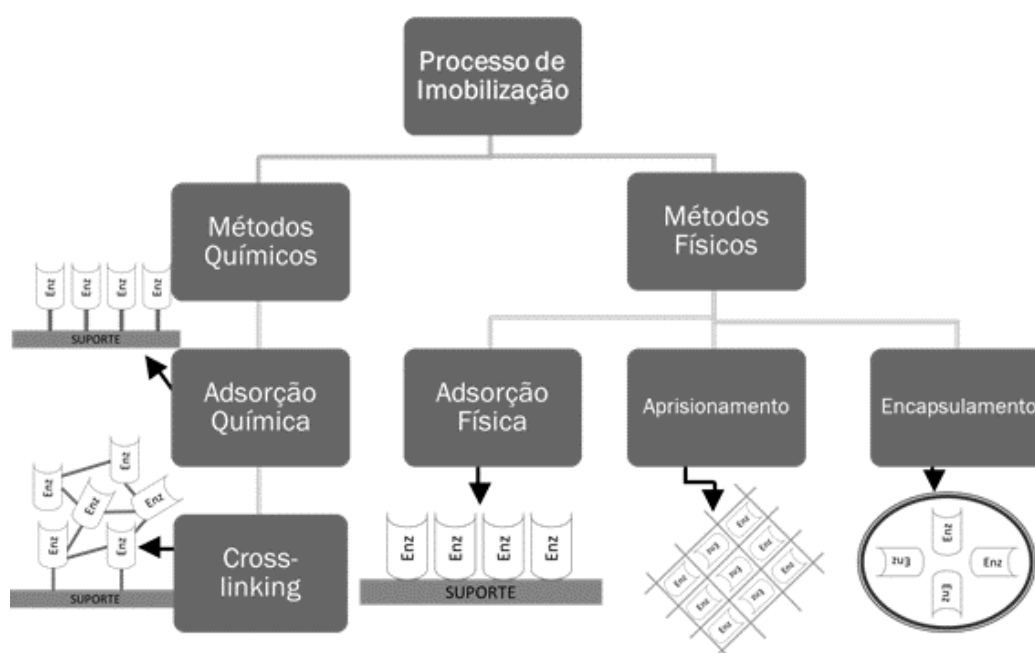 Processo de
Imobilização
Métodos
Químicos
Métodos
Físicos
Enz
Enz
Enz
Enz
SUPORTE
Adsorção
Química
Adsorção
Física
Aprisionamento
Encapsulamento
Enz
Enz
Enz
Enz
Enz
Enz
SUPORTE
Cross-
linking
Enz
Enz
Enz
Enz
SUPORTE
Enz
Enz
Enz
Enz
Enz
Enz
Enz
Enz
Enz
Enz
Enz
Enz
Enz
Enz